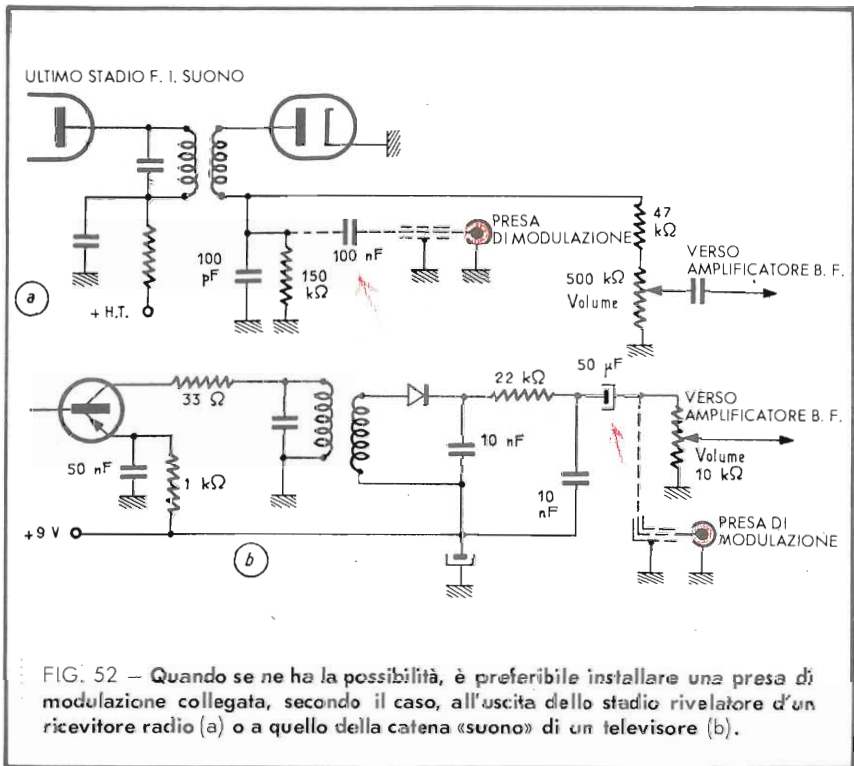 ULTIMO STADIO F. I. SUONO
PRESA
DI MODULAZIONE
47
kΩ
100
pF
150
kΩ
100 nF
500 kΩ
Volume
VERSO
AMPLIFICATORE B. F.
a
+ H.T.
33 Ω
22 kΩ
50 µF
VERSO
AMPLIFICATORE B. F.
Volume
10 kΩ
50 nF
1 kΩ
10 nF
10
nF
+9 V
b
PRESA DI
MODULAZIONE
FIG. 52 — Quando se ne ha la possibilità, è preferibile installare una presa di
modulazione collegata, secondo il caso, all'uscita dello stadio rivelatore d'un
ricevitore radio (a) o a quello della catena «suono» di un televisore (b).